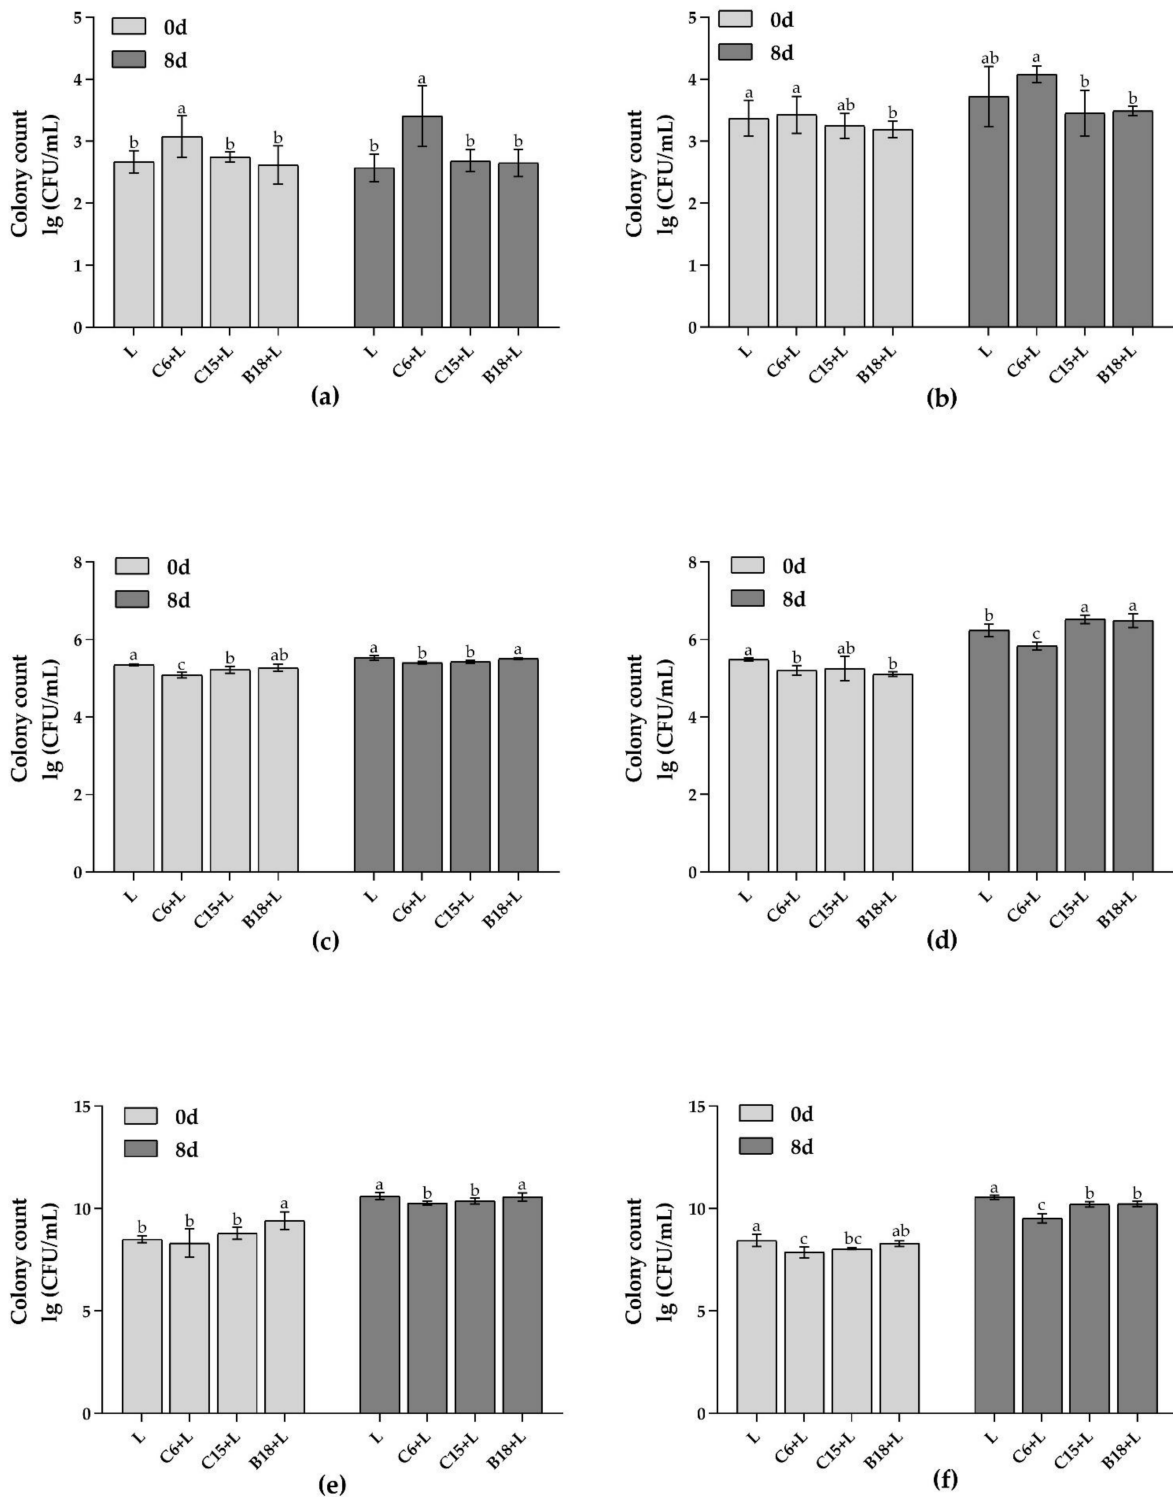 5
4
3
2
1
0
Colony count
lg (CFU/mL)
0d
8d
b
a
b
b
b
a
b
b
L
C6+L
C15+L
B18+L
L
C6+L
C15+L
B18+L
(a)
5
4
3
2
1
0
Colony count
lg (CFU/mL)
0d
8d
a
a
ab
b
ab
a
b
b
L
C6+L
C15+L
B18+L
L
C6+L
C15+L
B18+L
(b)
8
6
4
2
0
Colony count
lg (CFU/mL)
0d
8d
a
c
b
ab
a
b
b
a
L
C6+L
C15+L
B18+L
L
C6+L
C15+L
B18+L
(c)
8
6
4
2
0
Colony count
lg (CFU/mL)
0d
8d
a
b
ab
b
b
c
a
a
L
C6+L
C15+L
B18+L
L
C6+L
C15+L
B18+L
(d)
15
10
5
0
Colony count
lg (CFU/mL)
0d
8d
b
b
b
a
a
b
b
a
L
C6+L
C15+L
B18+L
L
C6+L
C15+L
B18+L
(e)
15
10
5
0
Colony count
lg (CFU/mL)
0d
8d
a
c
bc
ab
a
c
b
b
L
C6+L
C15+L
B18+L
L
C6+L
C15+L
B18+L
(f)